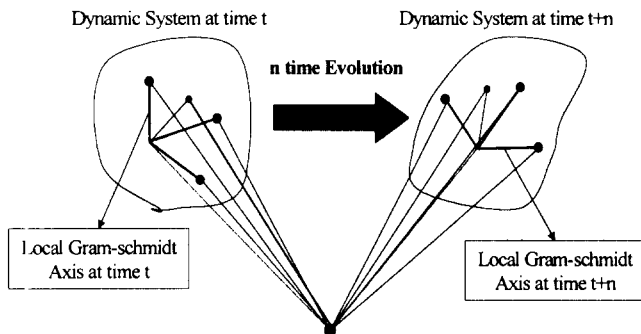 Dynamic System at time t
Dynamic System at time t+n
n time Evolution
Local Gram-schmidt
Axis at time t
Local Gram-schmidt
Axis at time t+n